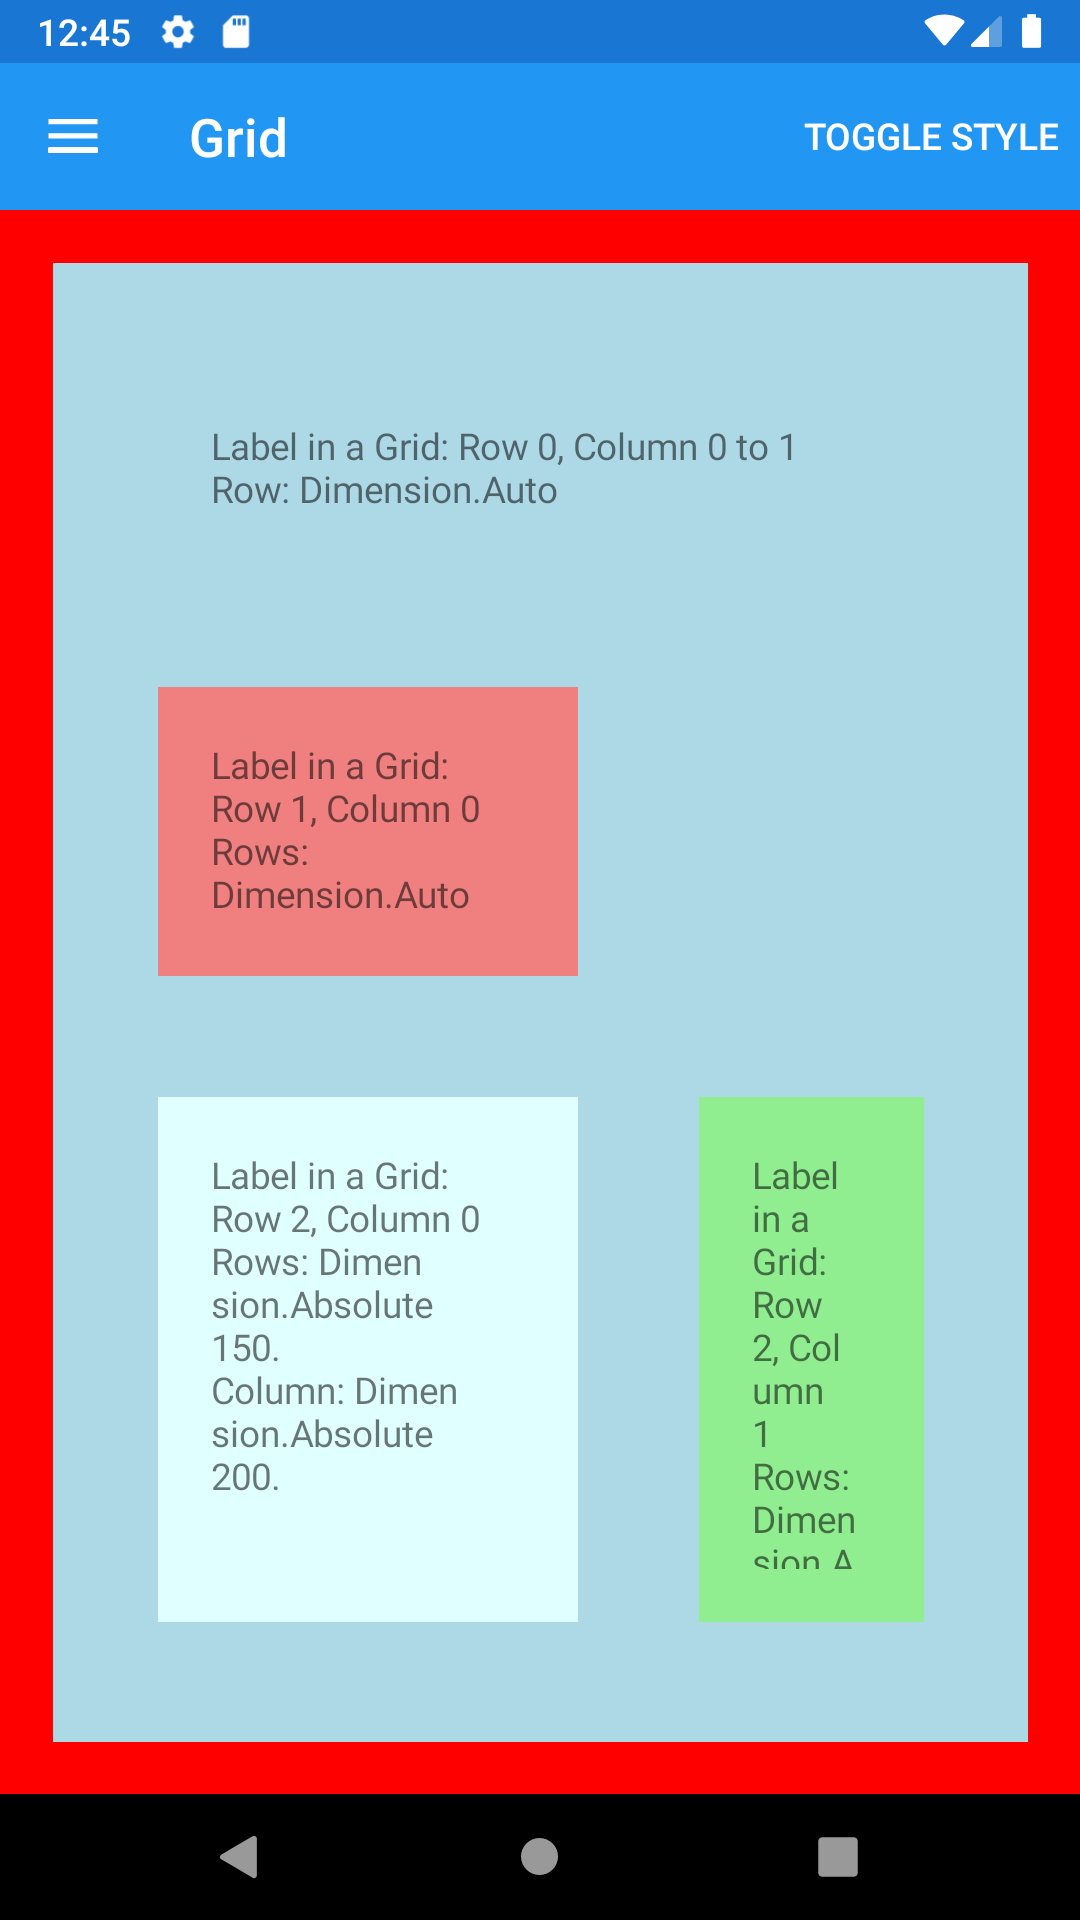 12:45
Grid
TOGGLE STYLE
Label in a Grid: Row 0, Column 0 to 1
Row: Dimension.Auto
Label in a Grid:
Row 1, Column 0
Rows:
Dimension.Auto
Label in a Grid:
Row 2, Column 0
Rows: Dimen
sion.Absolute
150.
Column: Dimen
sion.Absolute
200.
Label
in a
Grid:
Row
2, Col
umn
1
Rows:
Dimen
sion.A